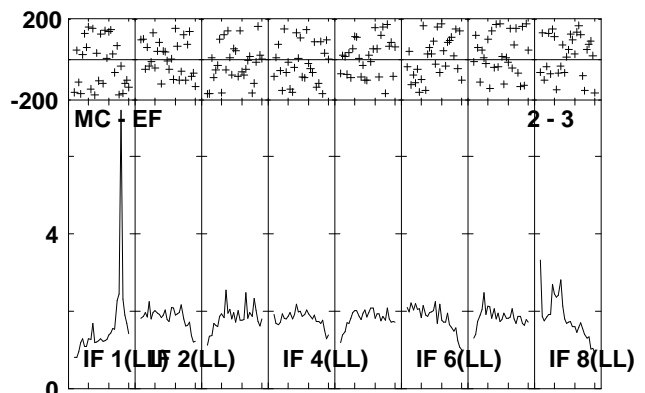 200
-200
MC - EF 2 - 3
4
0
IF 1(LL) IF 2(LL) IF 4(LL) IF 6(LL) IF 8(LL)